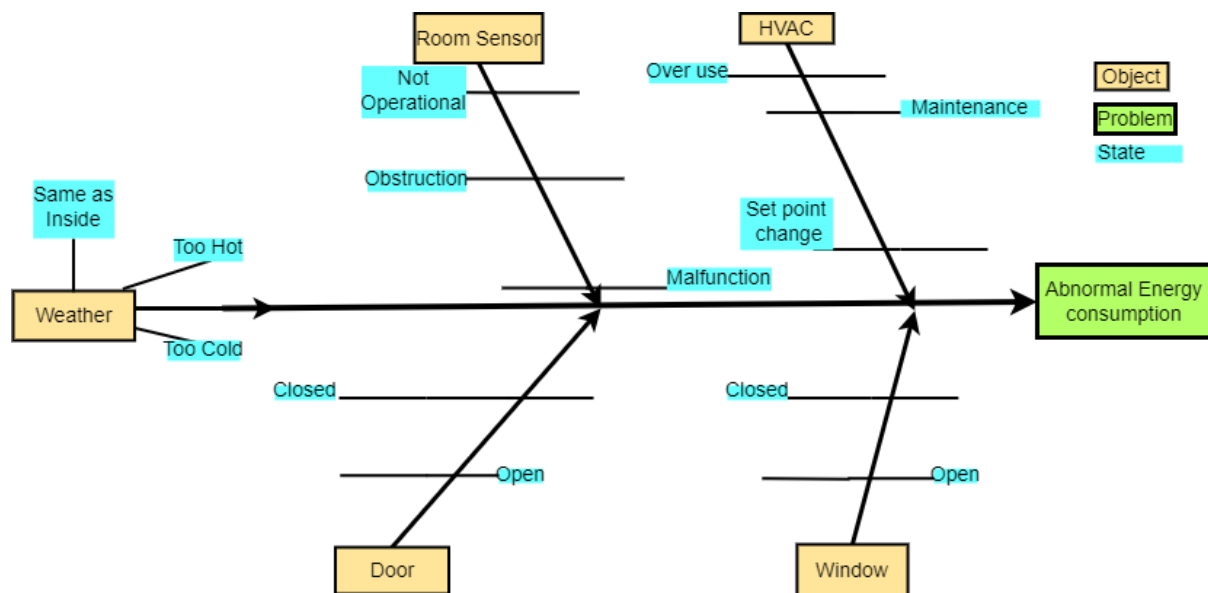 Room Sensor
HVAC
Not
Operational
Over use
Object
Maintenance
Problem
State
Obstruction
Same as
Inside
Set point
change
Too Hot
Malfunction
Weather
Abnormal Energy
consumption
Too Cold
Closed
Closed
Open
Open
Door
Window